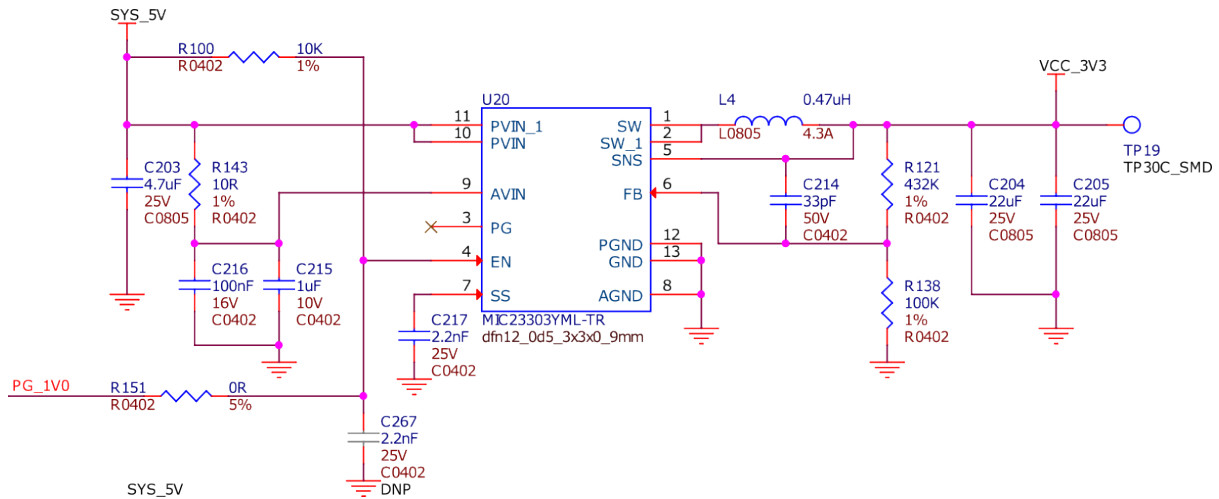 SYS_5V
R100
10K
R0402
1%
VCC_3V3
U20
L4
0.47uH
11
PVIN_1
SW
1
10
PVIN
SW_1
2
L0805
4.3A
SNS
5
TP19
TP30C_SMD
C203
4.7uF
25V
C0805
R143
10R
1%
R0402
9
AVIN
FB
6
C214
33pF
50V
C0402
R121
432K
1%
R0402
C204
22uF
25V
C0805
C205
22uF
25V
C0805
3
PG
PGND
12
4
EN
GND
13
7
SS
AGND
8
C216
100nF
16V
C0402
C215
1uF
10V
C0402
R138
100K
1%
R0402
C217
2.2nF
25V
C0402
MIC23303YML-TR
dfn12_0d5_3x3x0_9mm
PG_1V0
R151
0R
R0402
5%
C267
2.2nF
25V
C0402
DNP
SYS_5V